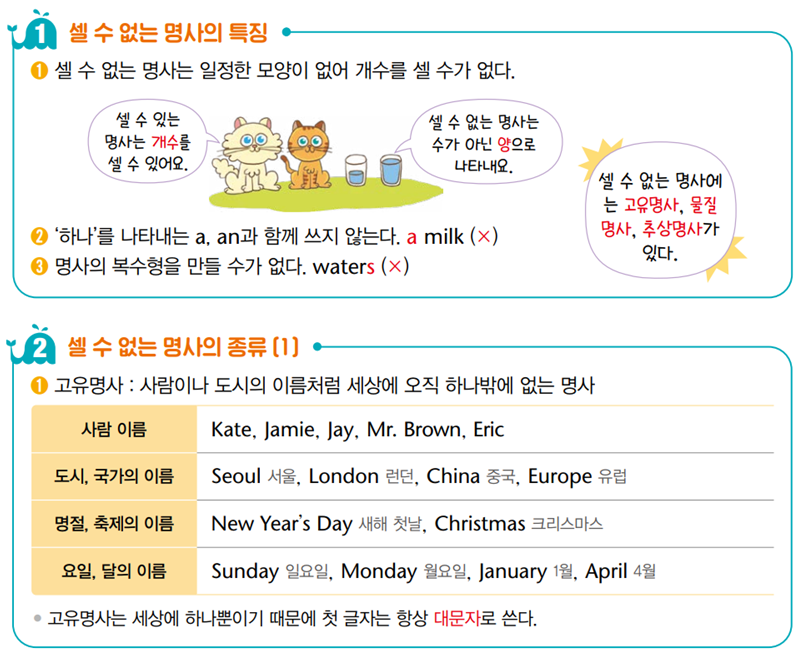 1 셀 수 없는 명사의 특징
1 셀 수 없는 명사는 일정한 모양이 없어 개수를 셀 수가 없다.
셀 수 있는
명사는 개수를
셀 수 있어요.
셀 수 없는 명사는
수가 아닌 양으로
나타내요.
셀 수 없는 명사에
는 고유명사, 물질
명사, 추상명사가
있다.
2 ‘하나’를 나타내는 a, an과 함께 쓰지 않는다. a milk (×)
3 명사의 복수형을 만들 수가 없다. waters (×)
2 셀 수 없는 명사의 종류 (1)
1 고유명사 : 사람이나 도시의 이름처럼 세상에 오직 하나밖에 없는 명사
사람 이름 Kate, Jamie, Jay, Mr. Brown, Eric
도시, 국가의 이름 Seoul 서울, London 런던, China 중국, Europe 유럽
명절, 축제의 이름 New Year’s Day 새해 첫날, Christmas 크리스마스
요일, 달의 이름 Sunday 일요일, Monday 월요일, January 1월, April 4월
● 고유명사는 세상에 하나뿐이기 때문에 첫 글자는 항상 대문자로 쓴다.